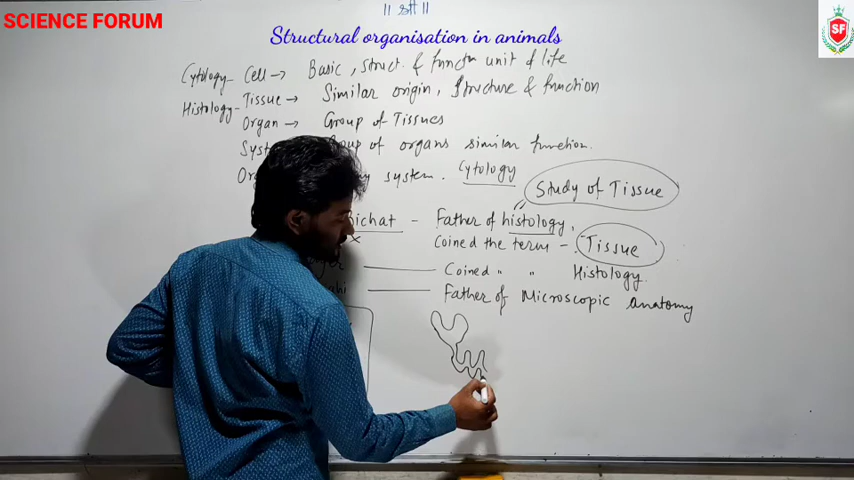 SCIENCE FORUM
|| श्री ||
SF
Structural organisation in animals
Cytology - Cell → Basic, struct. & functn unit of life
Histology - Tissue → Similar origin, Structure & function
Organ → Group of Tissues
of organs similar function.
system. Cytology
Study of Tissue
ichat - Father of histology,
Coined the term - Tissue
x
Coined " " Histology
Father of Microscopic anatomy